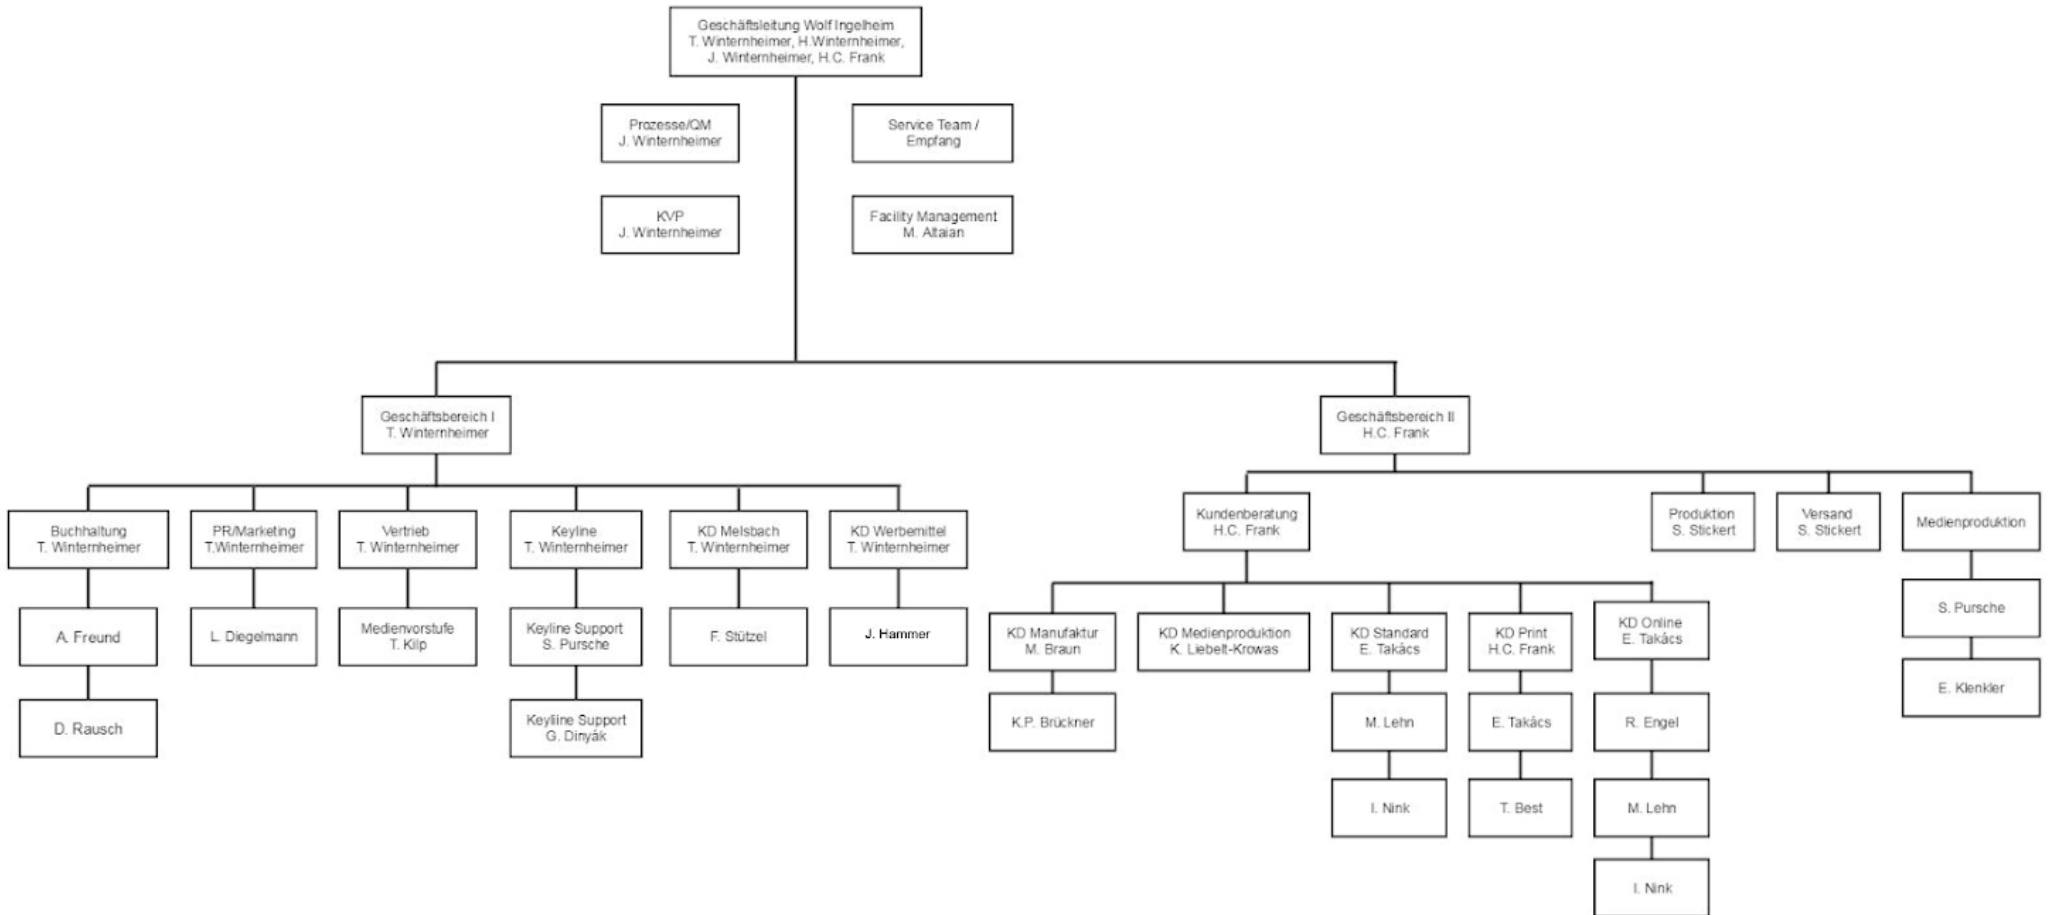 Geschäftsleitung Wolf Ingelheim
T. Winternheimer, H.Winternheimer,
J. Winternheimer, H.C. Frank
Prozesse/QM
J. Winternheimer
Service Team /
Empfang
KVP
J. Winternheimer
Facility Management
M. Altaian
Geschäftsbereich I
T. Winternheimer
Geschäftsbereich II
H.C. Frank
Buchhaltung
T. Winternheimer
PR/Marketing
T.Winternheimer
Vertrieb
T. Winternheimer
Keyline
T. Winternheimer
KD Melsbach
T. Winternheimer
KD Werbemittel
T. Winternheimer
A. Freund
L. Diegelmann
Medienvorstufe
T. Kilp
Keyline Support
S. Pursche
F. Stützel
J. Hammer
D. Rausch
Keyliine Support
G. Dinyák
Kundenberatung
H.C. Frank
Produktion
S. Stickert
Versand
S. Stickert
Medienproduktion
KD Manufaktur
M. Braun
KD Medienproduktion
K. Liebelt-Krowas
KD Standard
E. Takács
KD Print
H.C. Frank
KD Online
E. Takács
S. Pursche
K.P. Brückner
M. Lehn
E. Takács
R. Engel
E. Klenkler
I. Nink
T. Best
M. Lehn
I. Nink